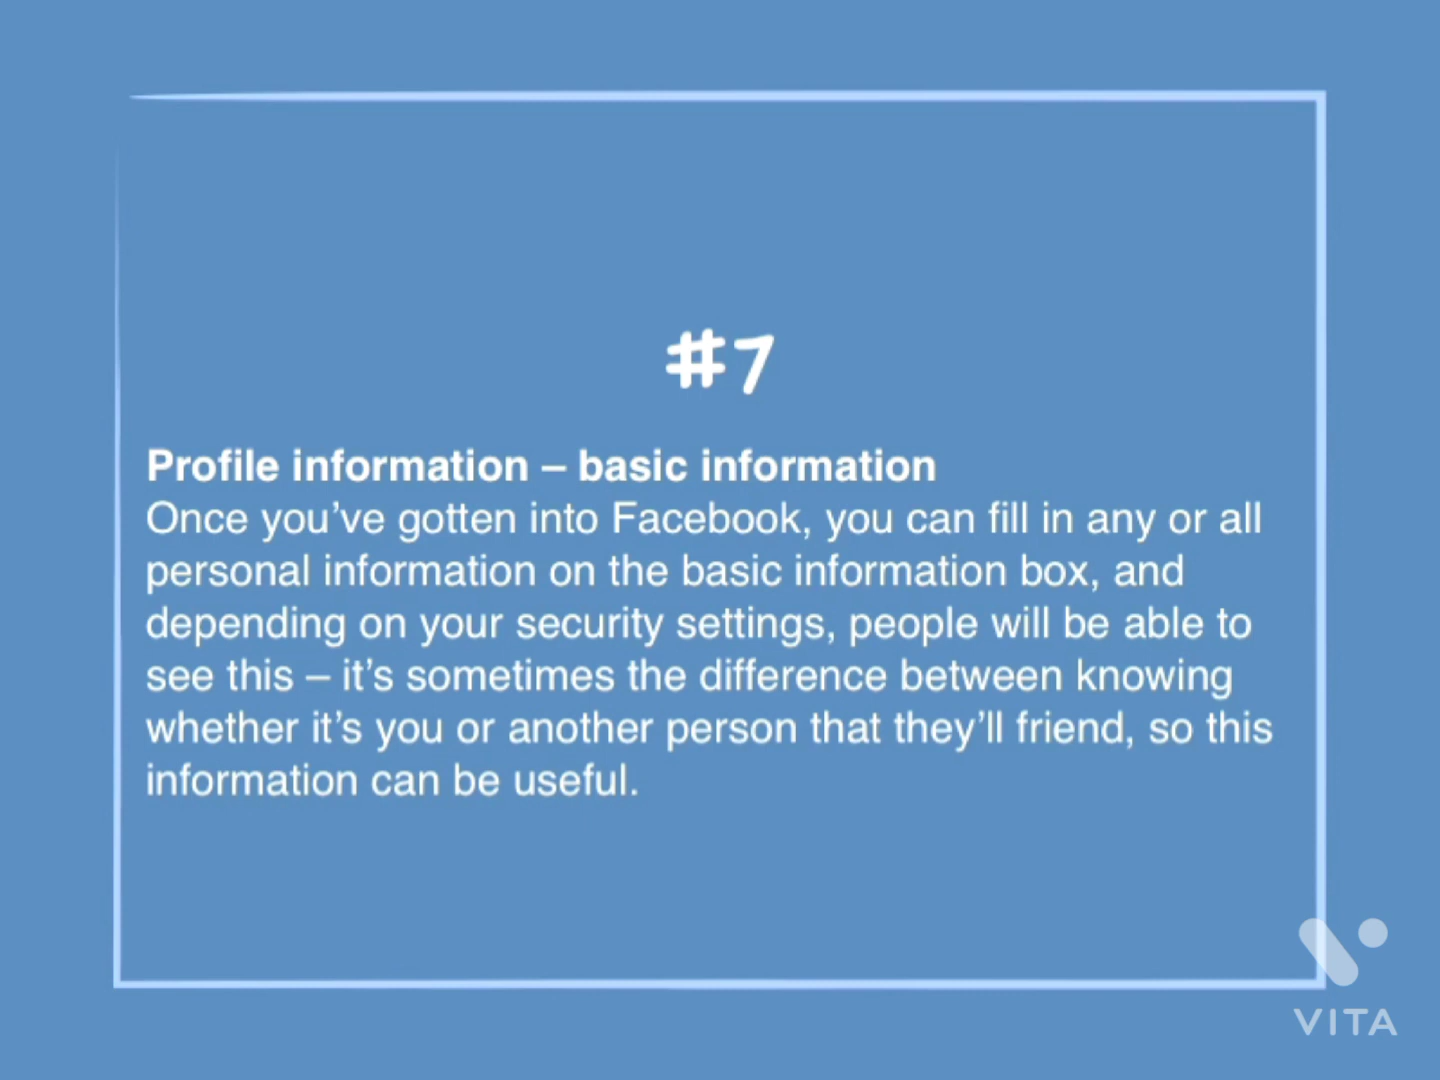 #7
Profile information – basic information
Once you’ve gotten into Facebook, you can fill in any or all
personal information on the basic information box, and
depending on your security settings, people will be able to
see this – it’s sometimes the difference between knowing
whether it’s you or another person that they’ll friend, so this
information can be useful.
VITA